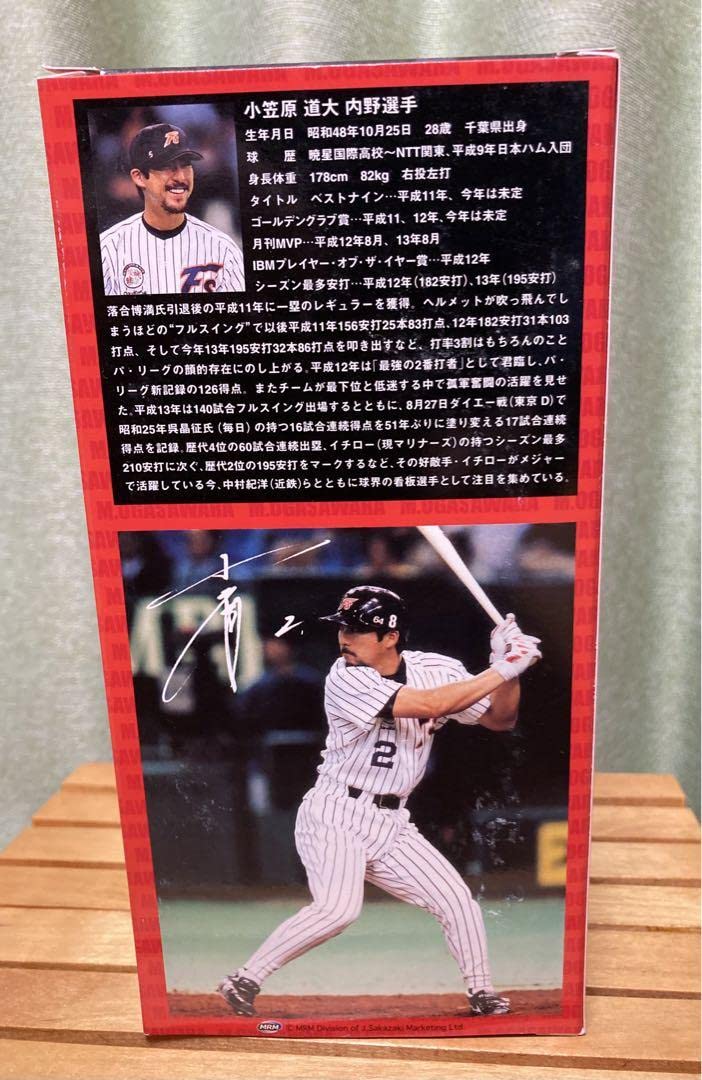 M.OGASAWARA M.OGASAWARA
小笠原 道大 内野選手
生年月日 昭和48年10月25日 28歳 千葉県出身
球 歴 暁星国際高校〜NTT関東、平成9年日本ハム入団
身長体重 178cm 82kg 右投左打
タイトル ベストナイン…平成11年、今年は未定
ゴールデングラブ賞…平成11、12年、今年は未定
月刊MVP…平成12年8月、13年8月
IBMプレイヤー・オブ・ザ・イヤー賞…平成12年
シーズン最多安打…平成12年(182安打)、13年(195安打)
落合博満氏引退後の平成11年に一塁のレギュラーを獲得。ヘルメットが吹っ飛んでし
まうほどの“フルスイング”で以後平成11年156安打25本83打点、12年182安打31本103
打点、そして今年13年195安打32本86打点を叩き出すなど、打率3割はもちろんのこと
パ・リーグの顔的存在にのし上がる。平成12年は「最強の2番打者」として君臨し、パ・
リーグ新記録の126得点。またチームが最下位と低迷する中で孤軍奮闘の活躍を見せ
た。平成13年は140試合フルスイング出場するとともに、8月27日ダイエー戦(東京D)で
昭和25年呉昌征氏(毎日)の持つ16試合連続得点を51年ぶりに塗り変える17試合連続
得点を記録。歴代4位の60試合連続出塁、イチロー(現マリナーズ)の持つシーズン最多
210安打に次ぐ、歴代2位の195安打をマークするなど、その好敵手・イチローがメジャー
で活躍している今、中村紀洋(近鉄)らとともに球界の看板選手として注目を集めている。
M.OGASAWARA
2.
64 8
2
MRM © MRM Division of J.Sakazaki Marketing Ltd.